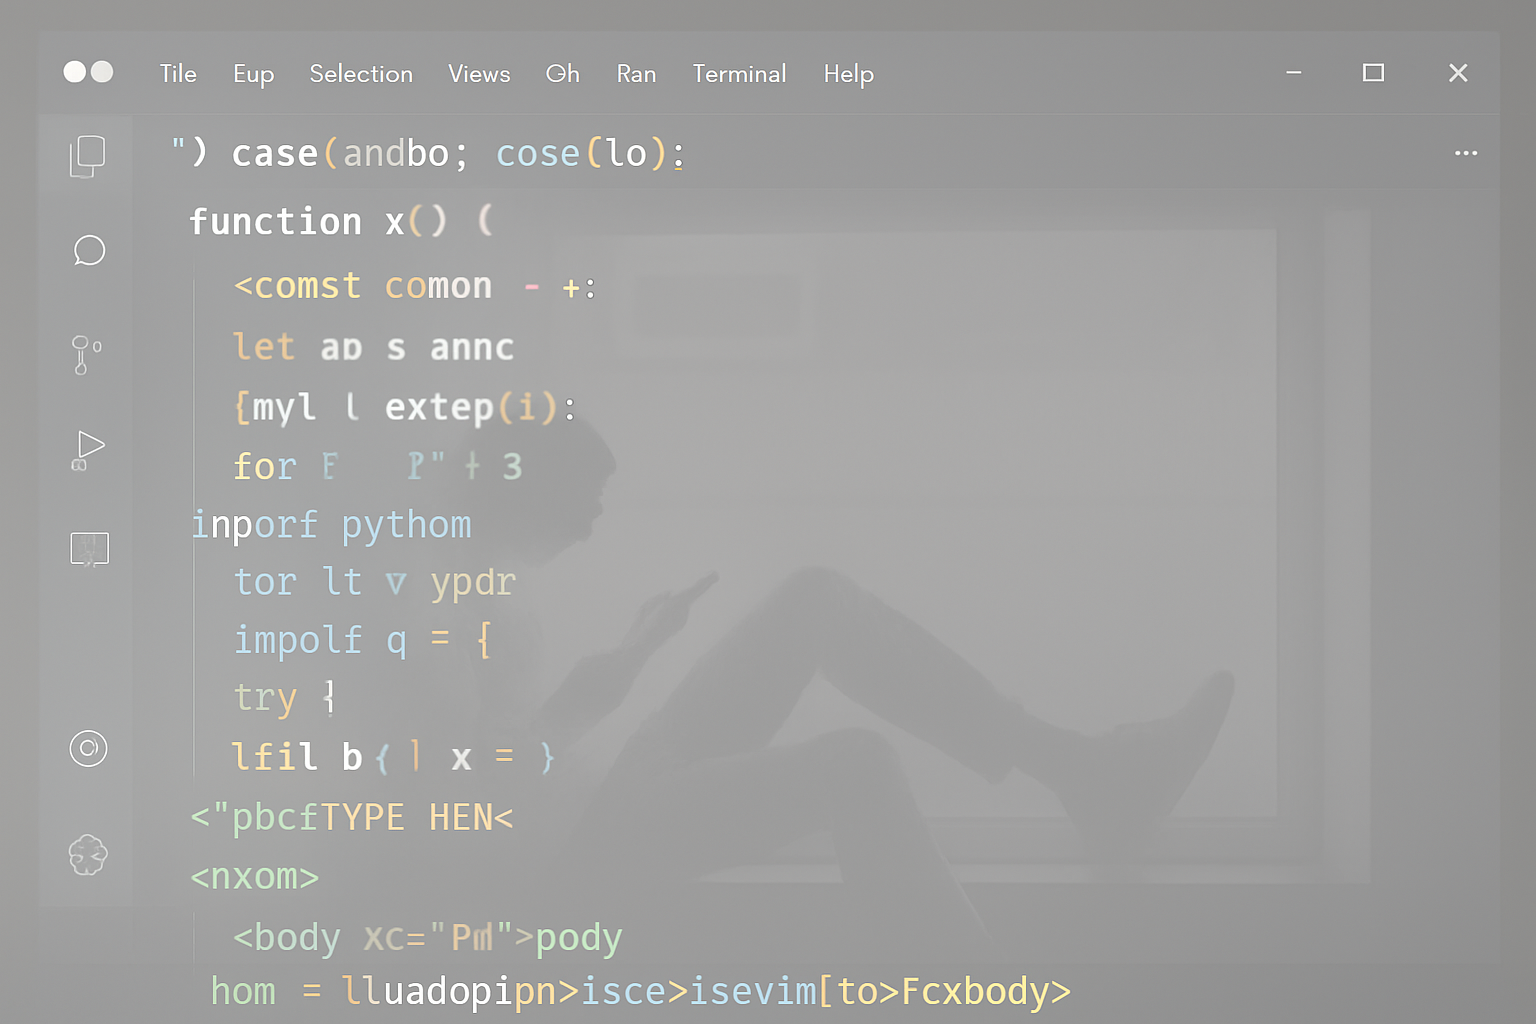 Tile Eup Selection Views Gh Ran Terminal Help
") case(andbo; cose(lo):
function x() (
<comst comon - +:
let s annc
{myl l extep(i):
for 3
inporf pythom
tor lt ypdr
impolf q = {
try {
lfil b{ x = }
<"pbcfTYPE HEN<
<nxom>
<body xc=" ">pody
hom = lluadopipn>isce>isevim[to>Fcxbody>